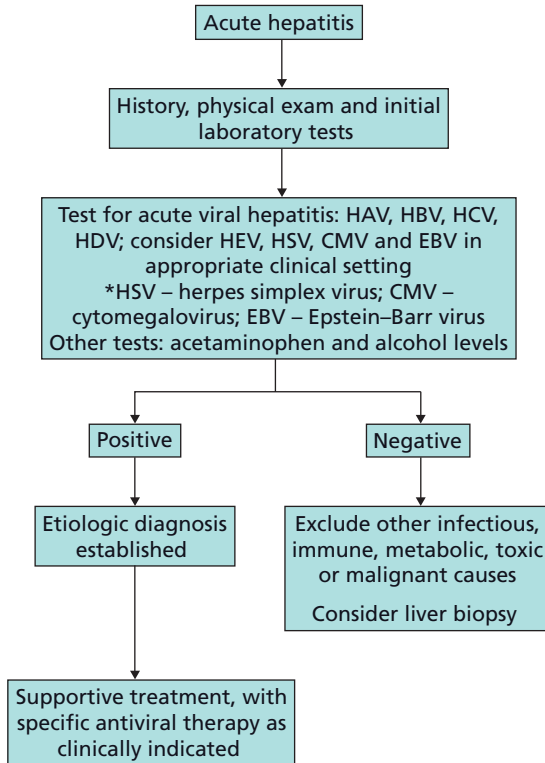 Acute hepatitis
History, physical exam and initial
laboratory tests
Test for acute viral hepatitis: HAV, HBV, HCV,
HDV; consider HEV, HSV, CMV and EBV in
appropriate clinical setting
*HSV – herpes simplex virus; CMV –
cytomegalovirus; EBV – Epstein–Barr virus
Other tests: acetaminophen and alcohol levels
Positive
Negative
Etiologic diagnosis
established
Exclude other infectious,
immune, metabolic, toxic
or malignant causes
Consider liver biopsy
Supportive treatment, with
specific antiviral therapy as
clinically indicated